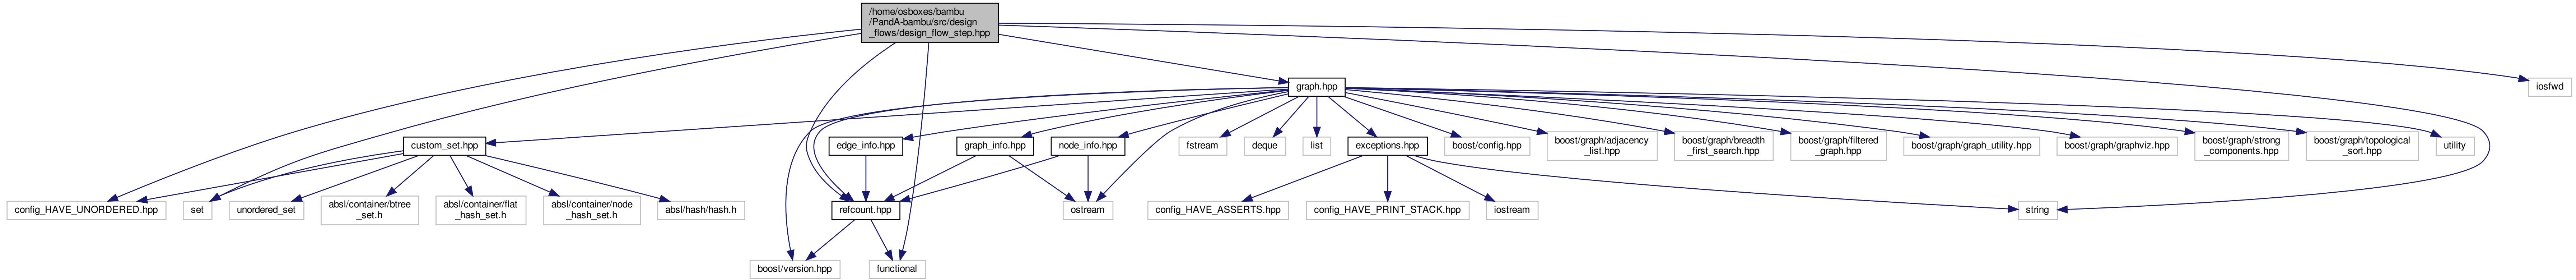 /home/osboxes/bambu
/PandA-bambu/src/design
_flows/design_flow_step.hpp
graph.hpp
iosfwd
custom_set.hpp
edge_info.hpp
graph_info.hpp
node_info.hpp
fstream
deque
list
exceptions.hpp
boost/config.hpp
boost/graph/adjacency
_list.hpp
boost/graph/breadth
_first_search.hpp
boost/graph/filtered
_graph.hpp
boost/graph/graph_utility.hpp
boost/graph/graphviz.hpp
boost/graph/strong
_components.hpp
boost/graph/topological
_sort.hpp
utility
config_HAVE_UNORDERED.hpp
set
unordered_set
absl/container/btree
_set.h
absl/container/flat
_hash_set.h
absl/container/node
_hash_set.h
absl/hash/hash.h
refcount.hpp
ostream
config_HAVE_ASSERTS.hpp
config_HAVE_PRINT_STACK.hpp
iostream
string
boost/version.hpp
functional